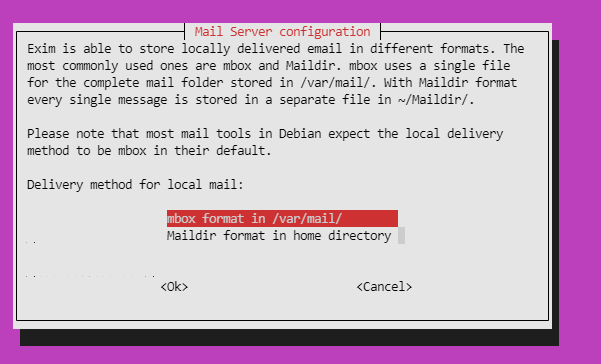 Mail Server configuration
Exim is able to store locally delivered email in different formats. The
most commonly used ones are mbox and Maildir. mbox uses a single file
for the complete mail folder stored in /var/mail/. With Maildir format
every single message is stored in a separate file in ~/Maildir/.
Please note that most mail tools in Debian expect the local delivery
method to be mbox in their default.
Delivery method for local mail:
mbox format in /var/mail/
Maildir format in home directory
<Ok> <Cancel>